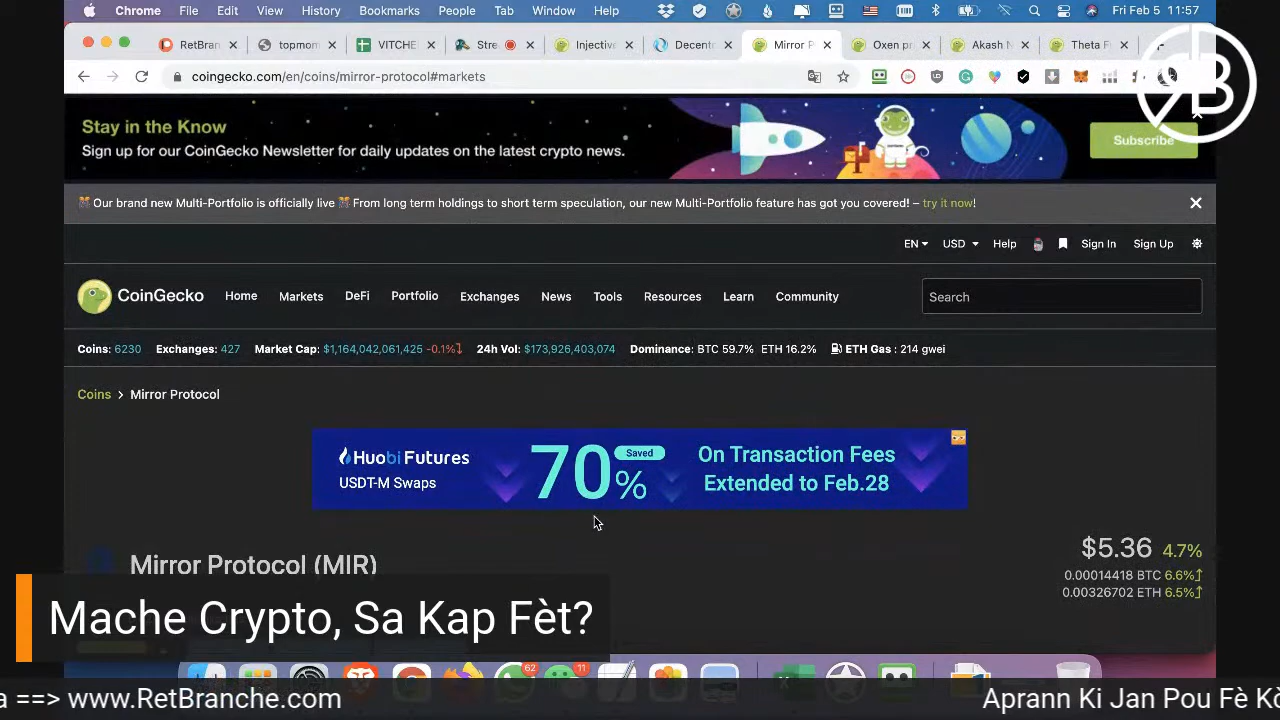 Chrome File Edit View History Bookmarks People Tab Window Help Fri Feb 5 11:57
RetBran topmom VITCHE Stre Injective Decent Mirror P Oxen pr Akash N Theta F
coingecko.com/en/coins/mirror-protocol#markets
RB
Stay in the Know
Sign up for our CoinGecko Newsletter for daily updates on the latest crypto news.
Subscribe
Our brand new Multi-Portfolio is officially live From long term holdings to short term speculation, our new Multi-Portfolio feature has got you covered! – try it now!
EN USD Help Sign In Sign Up
CoinGecko Home Markets DeFi Portfolio Exchanges News Tools Resources Learn Community Search
Coins: 6230 Exchanges: 427 Market Cap: $1,164,042,061,425 -0.1% 24h Vol: $173,926,403,074 Dominance: BTC 59.7% ETH 16.2% ETH Gas : 214 gwei
Coins > Mirror Protocol
Huobi Futures
USDT-M Swaps
70%
Saved
On Transaction Fees
Extended to Feb.28
Mirror Protocol (MIR)
$5.36 4.7%
0.00014418 BTC 6.6%
0.00326702 ETH 6.5%
Mache Crypto, Sa Kap Fèt?
62
11
a ==> www.RetBranche.com Aprann Ki Jan Pou Fè Kò